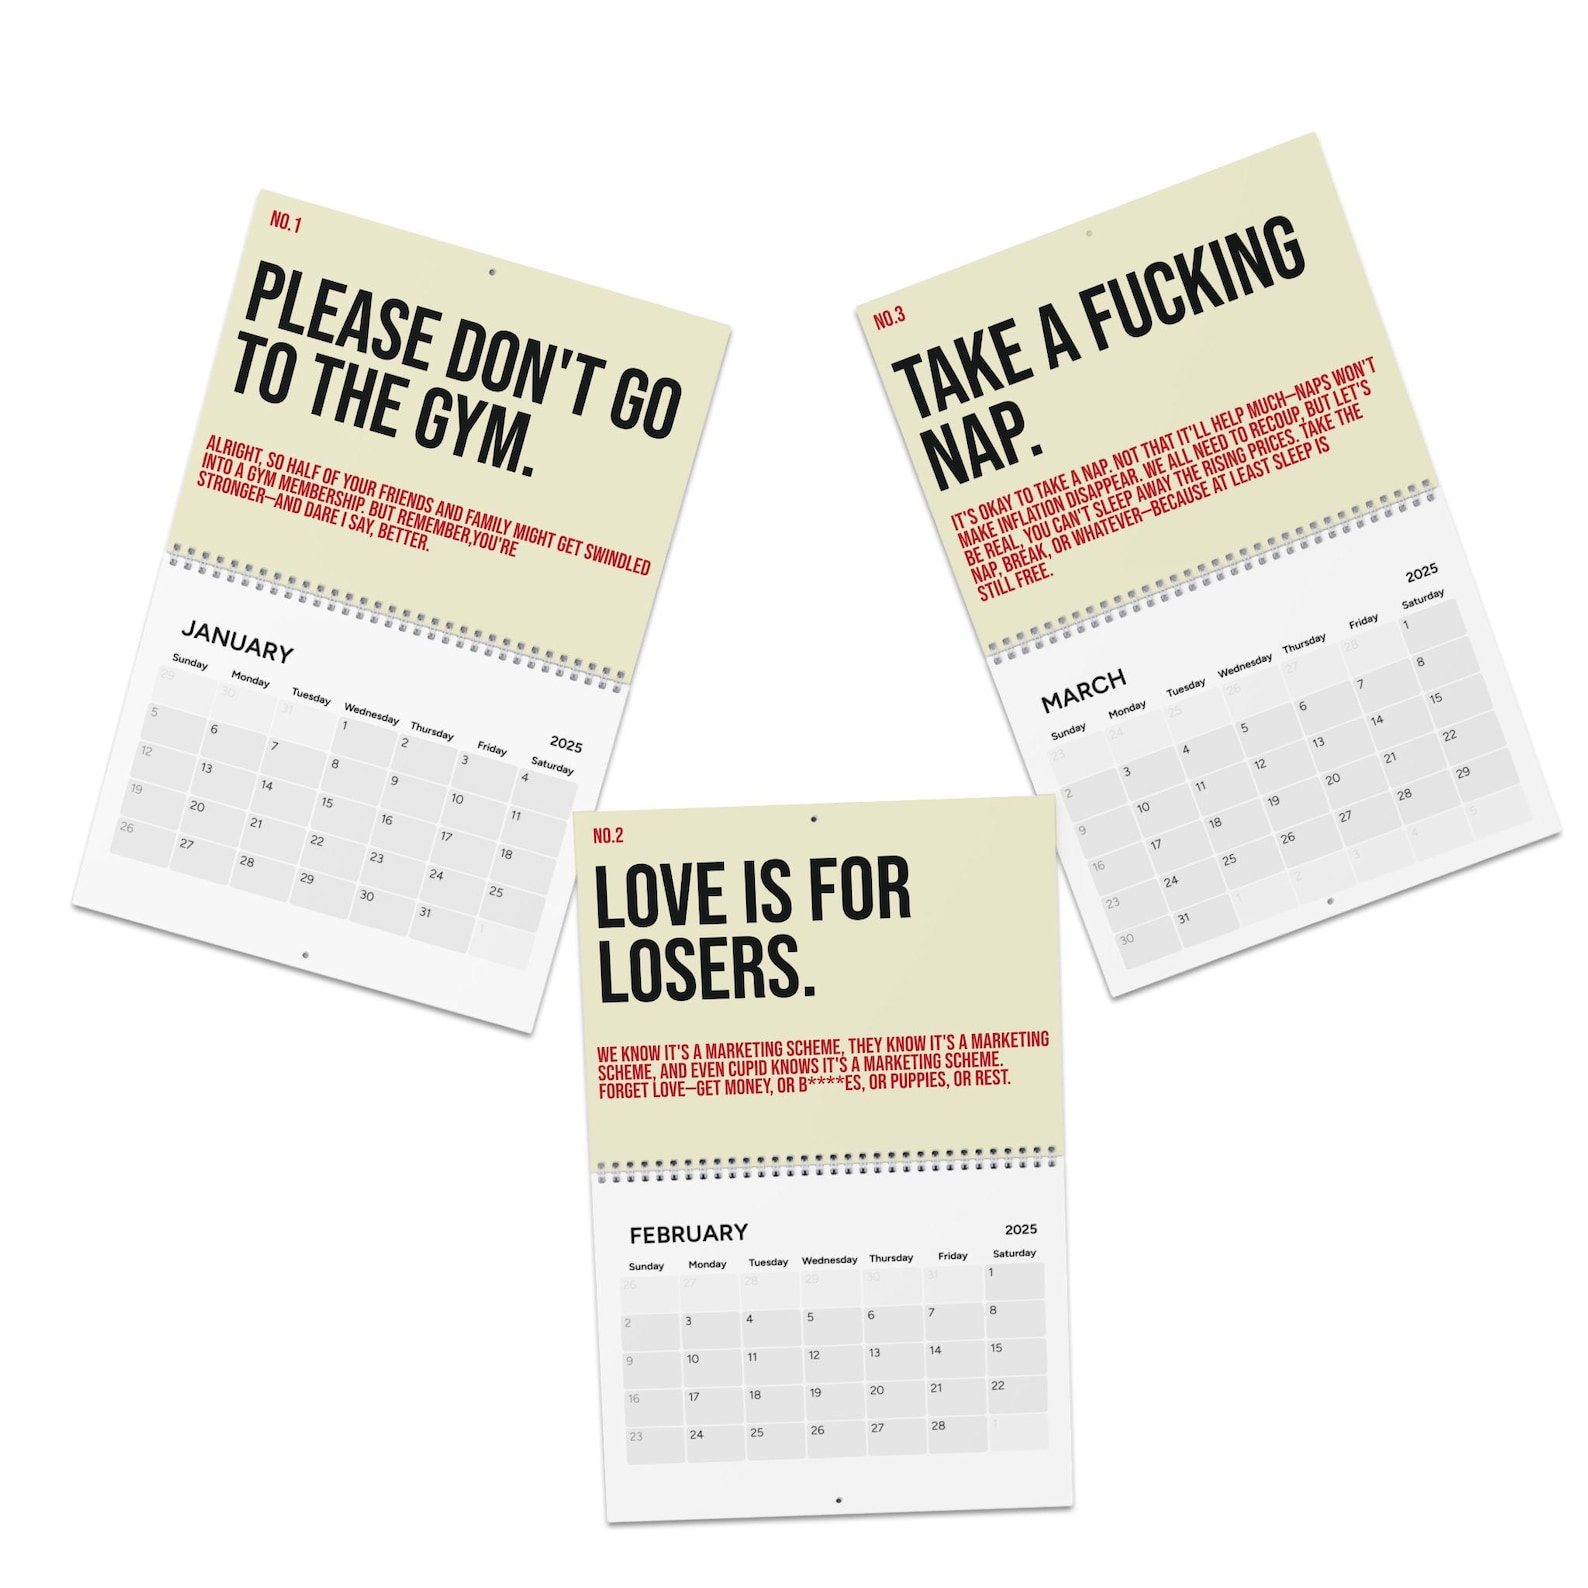 NO.1
PLEASE DON'T GO
TO THE GYM.
ALRIGHT, SO HALF OF YOUR FRIENDS AND FAMILY MIGHT GET SWINDLED
INTO A GYM MEMBERSHIP. BUT REMEMBER,YOU'RE
STRONGER—AND DARE I SAY, BETTER.
JANUARY
2025
Sunday Monday Tuesday Wednesday Thursday Friday Saturday
29 30 31 1 2 3 4
5 6 7 8 9 10 11
12 13 14 15 16 17 18
19 20 21 22 23 24 25
26 27 28 29 30 31 1
NO.3
TAKE A FUCKING
NAP.
IT'S OKAY TO TAKE A NAP. NOT THAT IT'LL HELP MUCH—NAPS WON'T
MAKE INFLATION DISAPPEAR. WE ALL NEED TO RECOUP, BUT LET'S
BE REAL, YOU CAN'T SLEEP AWAY THE RISING PRICES. TAKE THE
NAP, BREAK, OR WHATEVER—BECAUSE AT LEAST SLEEP IS
STILL FREE.
MARCH
2025
Sunday Monday Tuesday Wednesday Thursday Friday Saturday
23 24 25 26 27 28 1
2 3 4 5 6 7 8
9 10 11 12 13 14 15
16 17 18 19 20 21 22
23 24 25 26 27 28 29
30 31 1 2 3 4 5
NO.2
LOVE IS FOR
LOSERS.
WE KNOW IT'S A MARKETING SCHEME, THEY KNOW IT'S A MARKETING
SCHEME, AND EVEN CUPID KNOWS IT'S A MARKETING SCHEME.
FORGET LOVE—GET MONEY, OR B****ES, OR PUPPIES, OR REST.
FEBRUARY
2025
Sunday Monday Tuesday Wednesday Thursday Friday Saturday
26 27 28 29 30 31 1
2 3 4 5 6 7 8
9 10 11 12 13 14 15
16 17 18 19 20 21 22
23 24 25 26 27 28 1